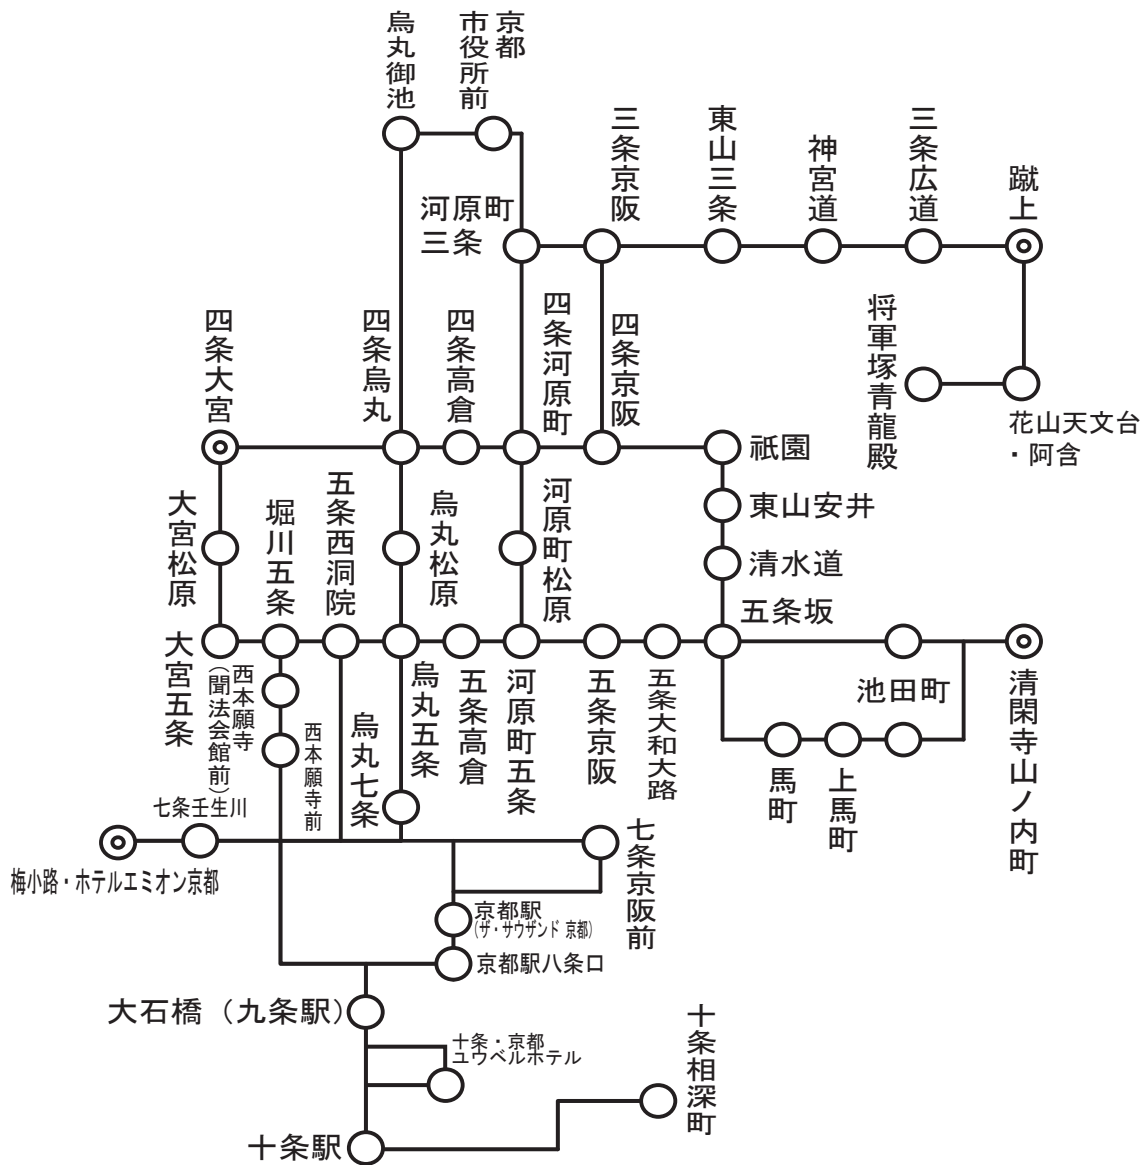 烏丸御池
京都
市役所前
三条京阪
東山三条
神宮道
三条広道
蹴上
河原町
三条
四条大宮
四条烏丸
四条高倉
四条河原町
四条京阪
将軍塚青龍殿
花山天文台
・阿含
祇園
東山安井
清水道
五条坂
大宮松原
堀川五条
五条西洞院
烏丸松原
河原町松原
大宮五条
西本願寺
（聞法会館前）
西本願寺前
烏丸七条
烏丸五条
五条高倉
河原町五条
五条京阪
五条大和大路
池田町
馬町
上馬町
清閑寺山ノ内町
七条壬生川
梅小路・ホテルエミオン京都
七条京阪前
京都駅
（ザ・サウザンド 京都）
京都駅八条口
大石橋（九条駅）
十条・京都
ユウベルホテル
十条相深町
十条駅